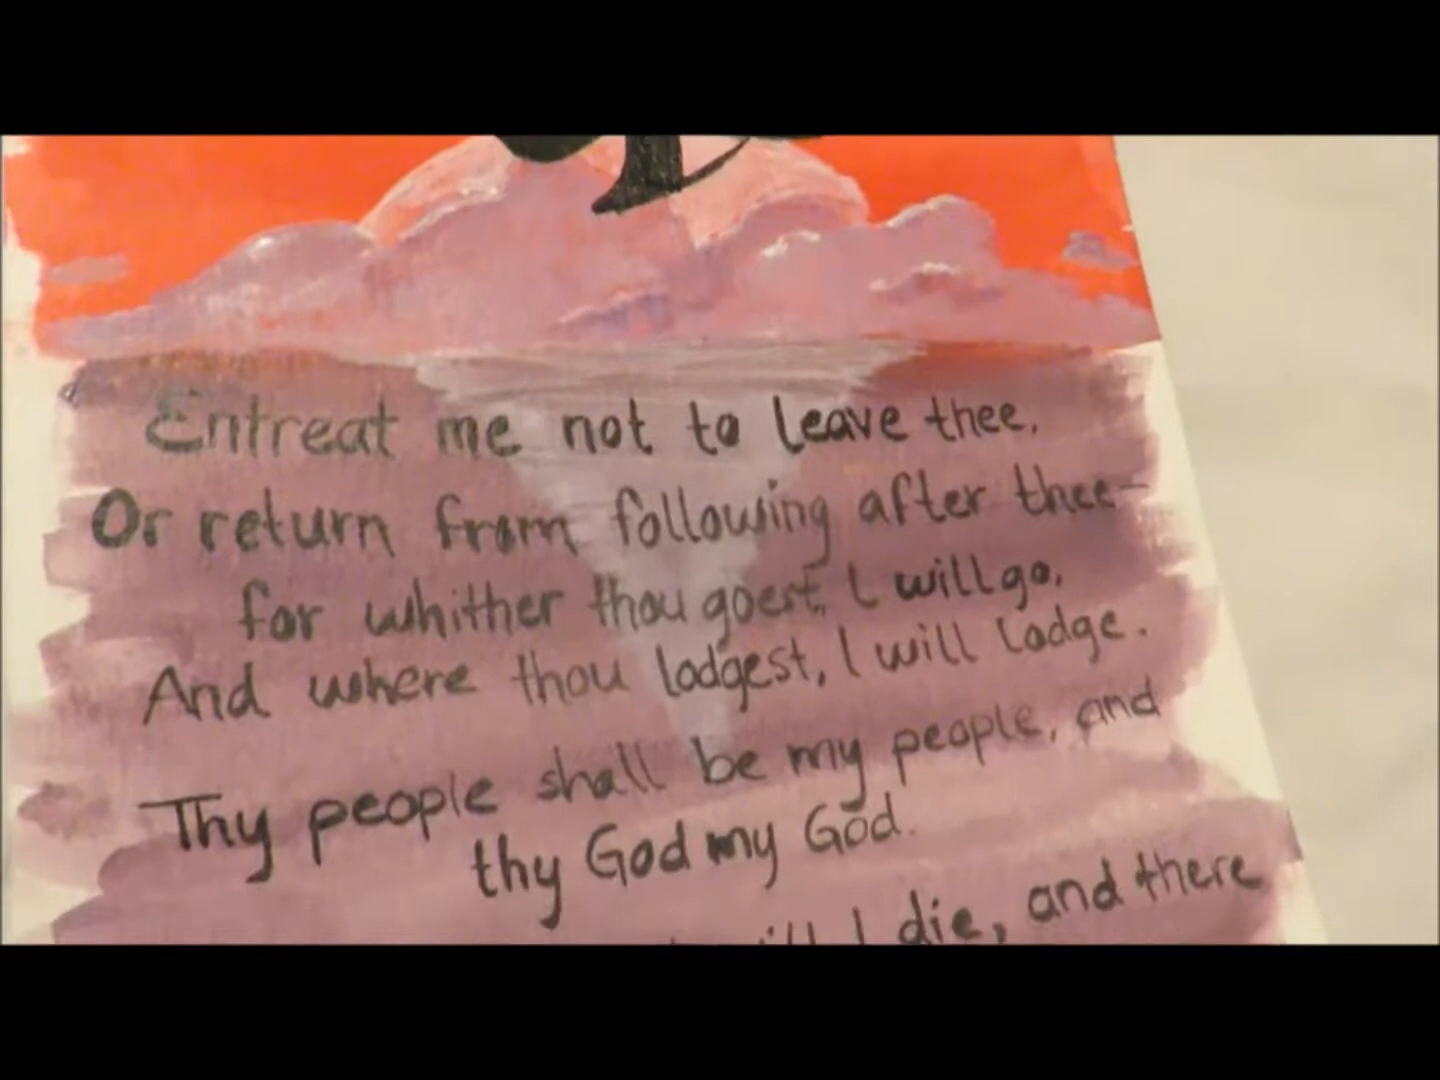 Entreat me not to leave thee.
Or return from following after thee-
for whither thou goest, I will go,
And where thou lodgest, I will lodge.
Thy people shall be my people, and
thy God my God.
will I die, and there